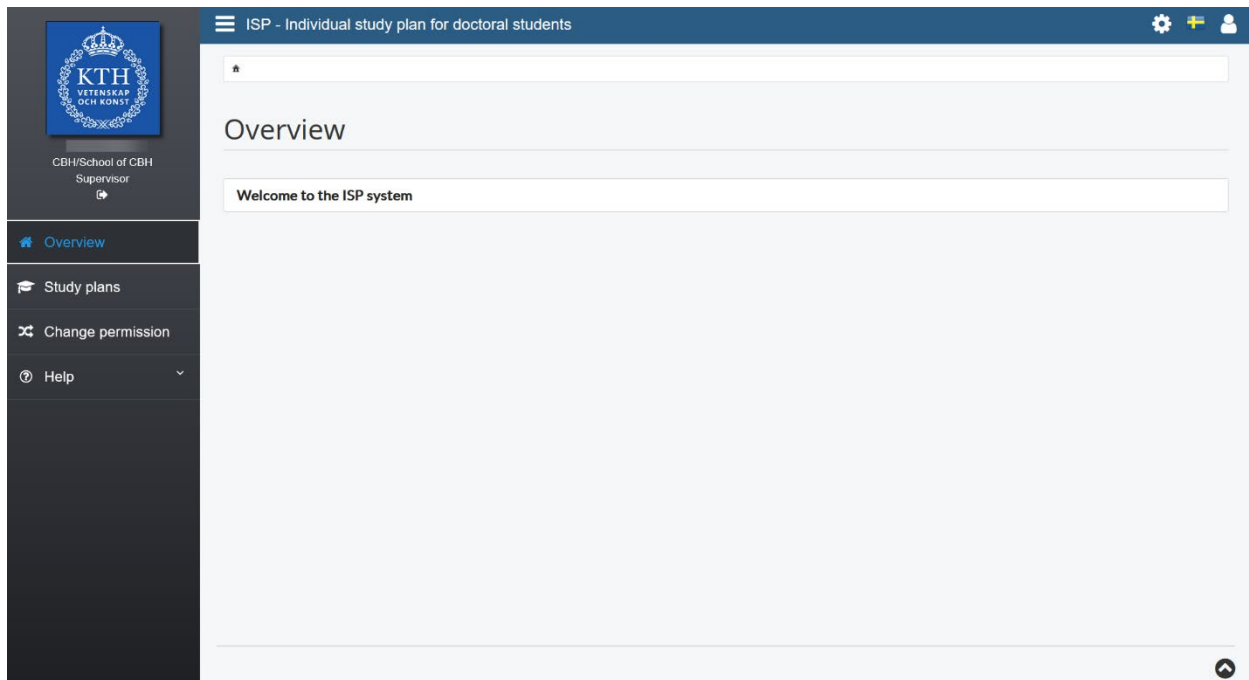 ISP - Individual study plan for doctoral students
KTH
VETENSKAP
OCH KONST
CBH/School of CBH
Supervisor
Overview
Study plans
Change permission
Help
Overview
Welcome to the ISP system